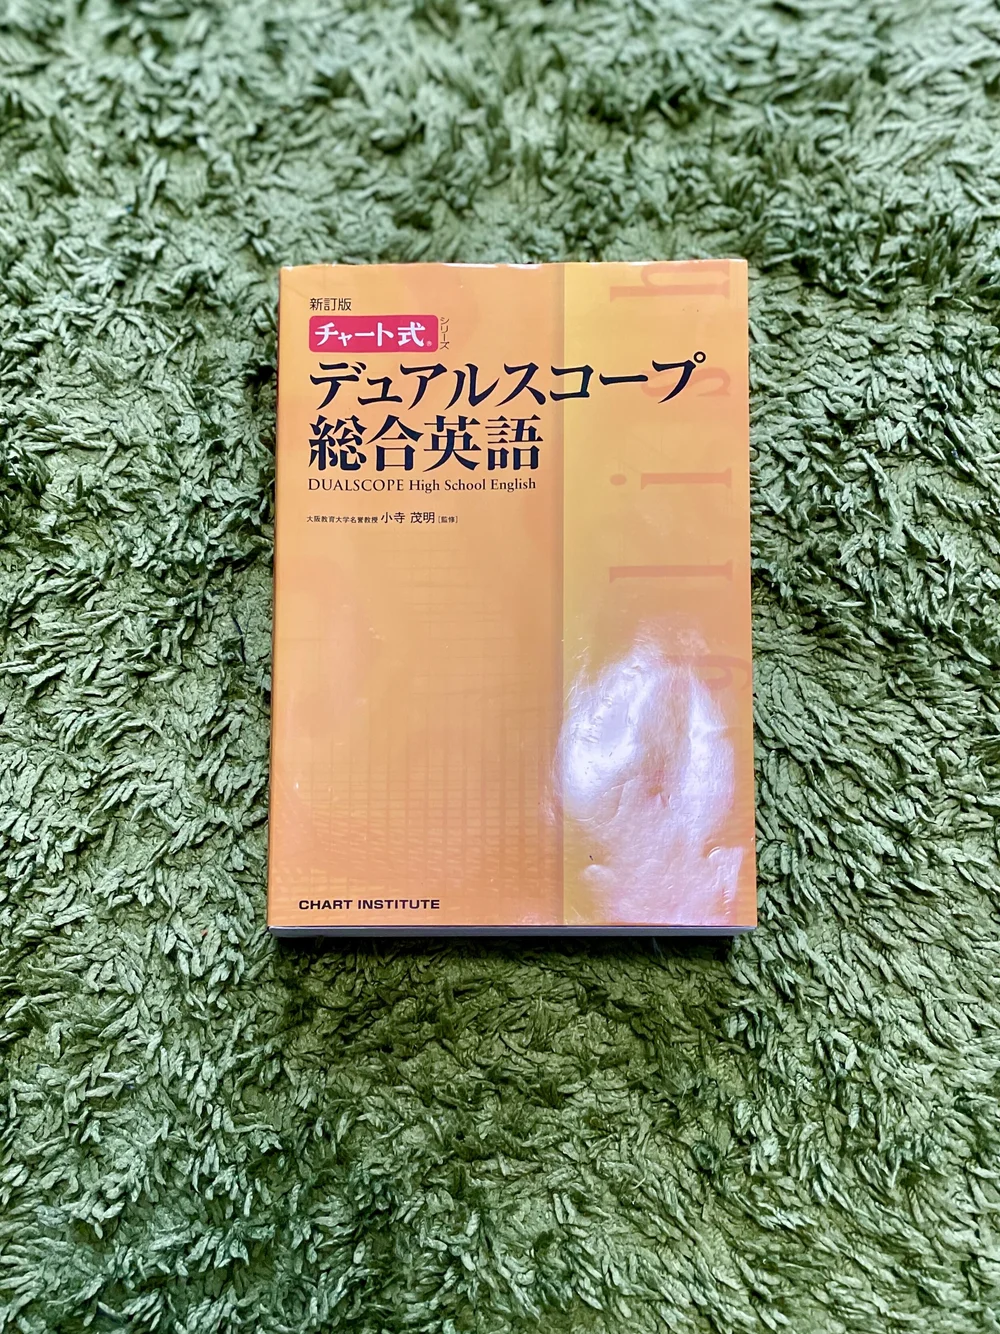 新訂版
チャート式® シリーズ
デュアルスコープ
総合英語
DUALSCOPE High School English
大阪教育大学名誉教授 小寺 茂明 [監修]
glish
CHART INSTITUTE